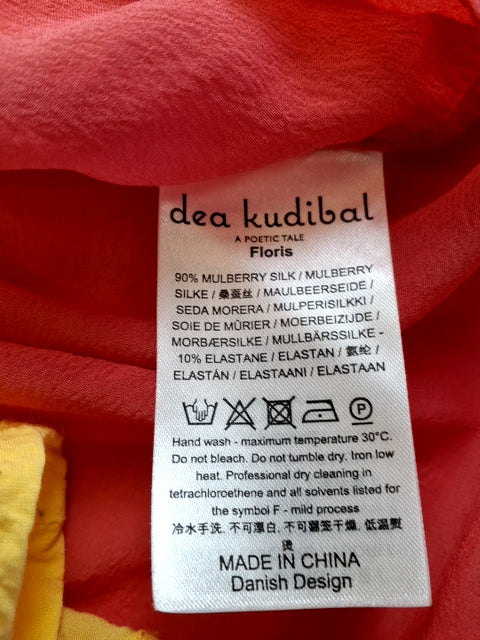 dea kudibal
A POETIC TALE
Floris
90% MULBERRY SILK / MULBERRY
SILKE / 桑蚕丝 / MAULBEERSEIDE /
SEDA MORERA / MULPERISILKKI /
SOIE DE MÛRIER / MOERBEIZIJDE /
MORBÆRSILKE / MULLBÄRSSILKE -
10% ELASTANE / ELASTAN / 氨纶 /
ELASTÁN / ELASTAANI / ELASTAAN
P
Hand wash - maximum temperature 30°C.
Do not bleach. Do not tumble dry. Iron low
heat. Professional dry cleaning in
tetrachloroethene and all solvents listed for
the symbol F - mild process
冷水手洗, 不可漂白, 不可翻笼干燥, 低温熨
烫
MADE IN CHINA
Danish Design